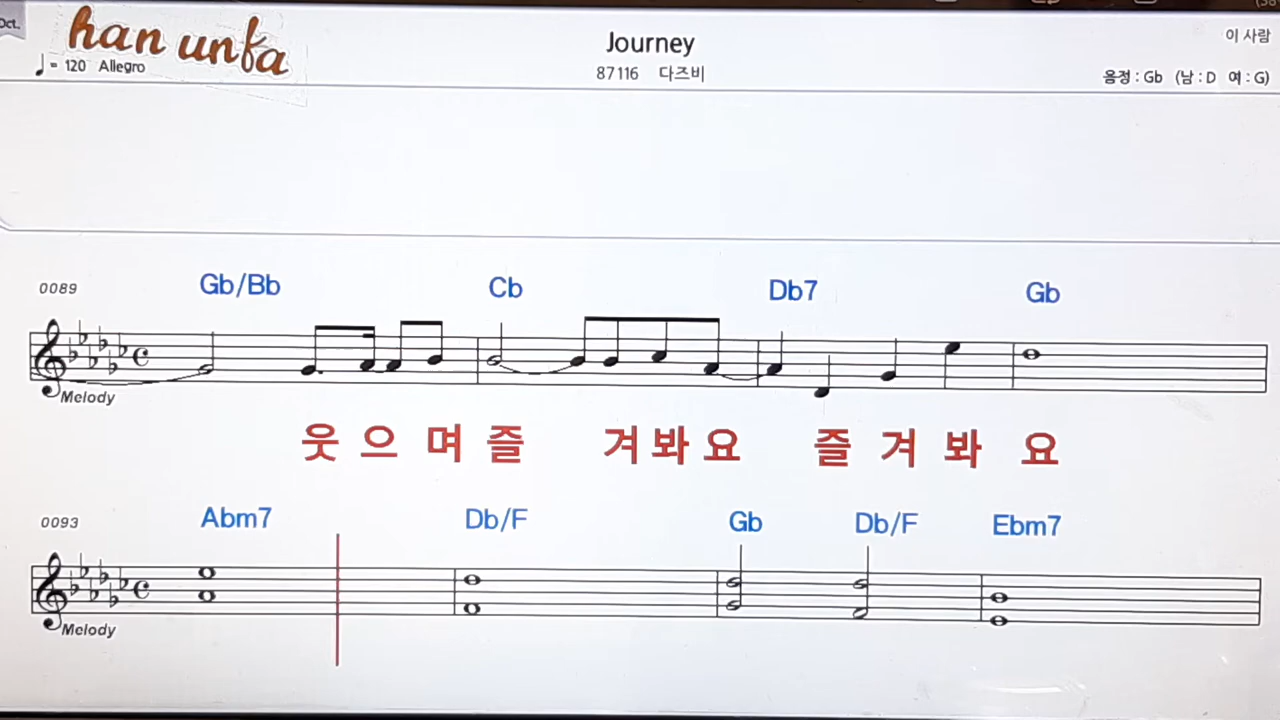 Oct.
han unfa
♩ = 120 Allegro
Journey
87116 다즈비
이 사람
음정 : Gb (남 : D 여 : G)
0089 Gb/Bb Cb Db7 Gb
Melody
웃 으 며 즐 겨 봐 요 즐 겨 봐 요
0093 Abm7 Db/F Gb Db/F Ebm7
Melody